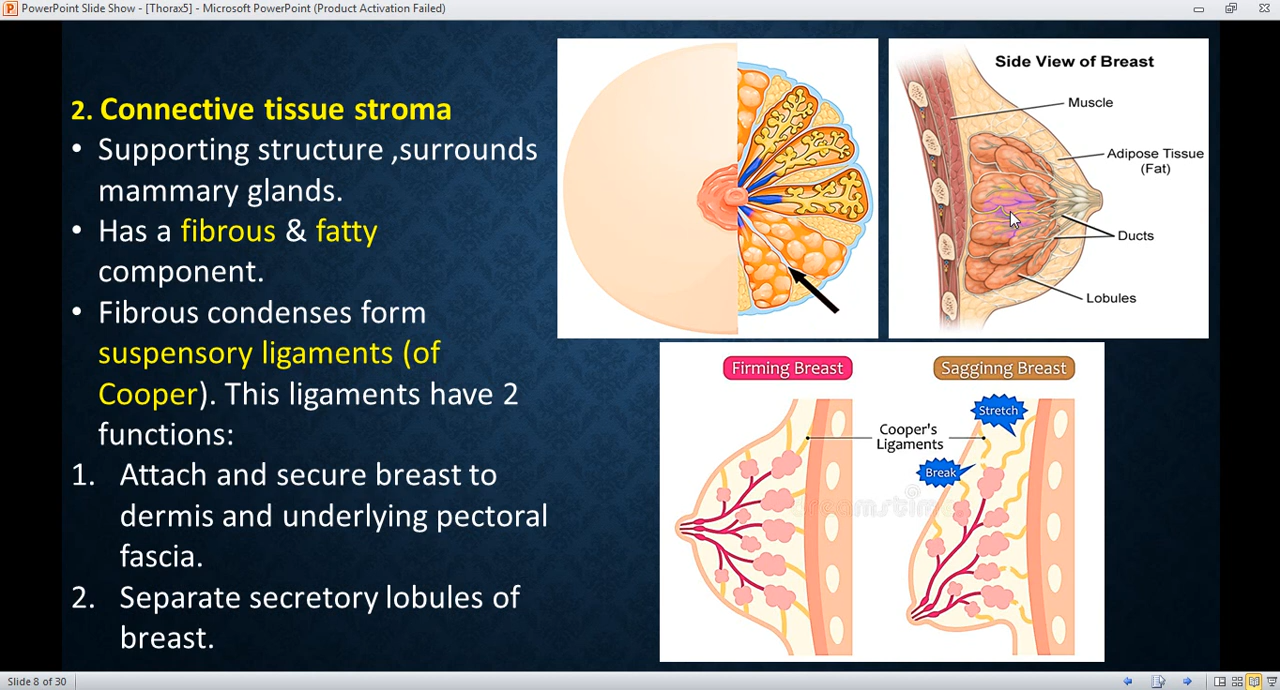 PowerPoint Slide Show - [Thorax5] - Microsoft PowerPoint (Product Activation Failed)
2. Connective tissue stroma
• Supporting structure ,surrounds
mammary glands.
• Has a fibrous & fatty
component.
• Fibrous condenses form
suspensory ligaments (of
Cooper). This ligaments have 2
functions:
1. Attach and secure breast to
dermis and underlying pectoral
fascia.
2. Separate secretory lobules of
breast.
Side View of Breast
Muscle
Adipose Tissue
(Fat)
Ducts
Lobules
Firming Breast
Sagginng Breast
Stretch
Cooper's
Ligaments
Break
dreamstime
Slide 8 of 30